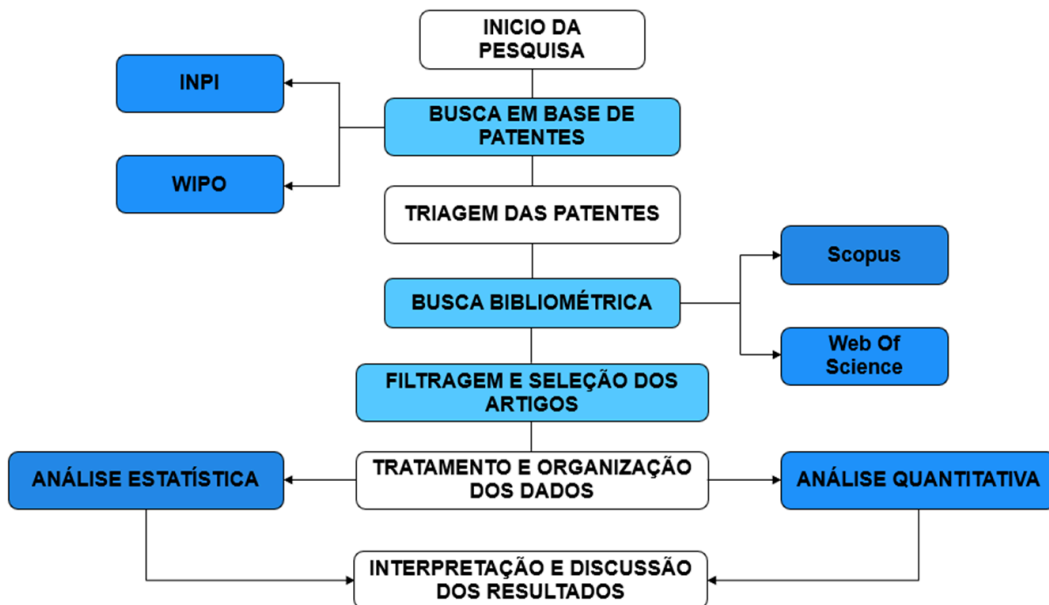 INICIO DA
PESQUISA
INPI
BUSCA EM BASE DE
PATENTES
WIPO
TRIAGEM DAS PATENTES
Scopus
BUSCA BIBLIOMÉTRICA
Web Of
Science
FILTRAGEM E SELEÇÃO DOS
ARTIGOS
ANÁLISE ESTATÍSTICA
TRATAMENTO E ORGANIZAÇÃO
DOS DADOS
ANÁLISE QUANTITATIVA
INTERPRETAÇÃO E DISCUSSÃO
DOS RESULTADOS